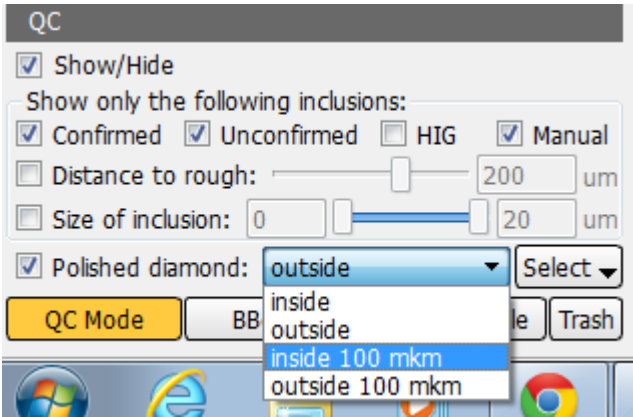 QC
Show/Hide
Show only the following inclusions:
Confirmed Unconfirmed HIG Manual
Distance to rough: 200 um
Size of inclusion: 0 20 um
Polished diamond: outside Select
inside
QC Mode BB le Trash
outside
inside 100 mkm
outside 100 mkm